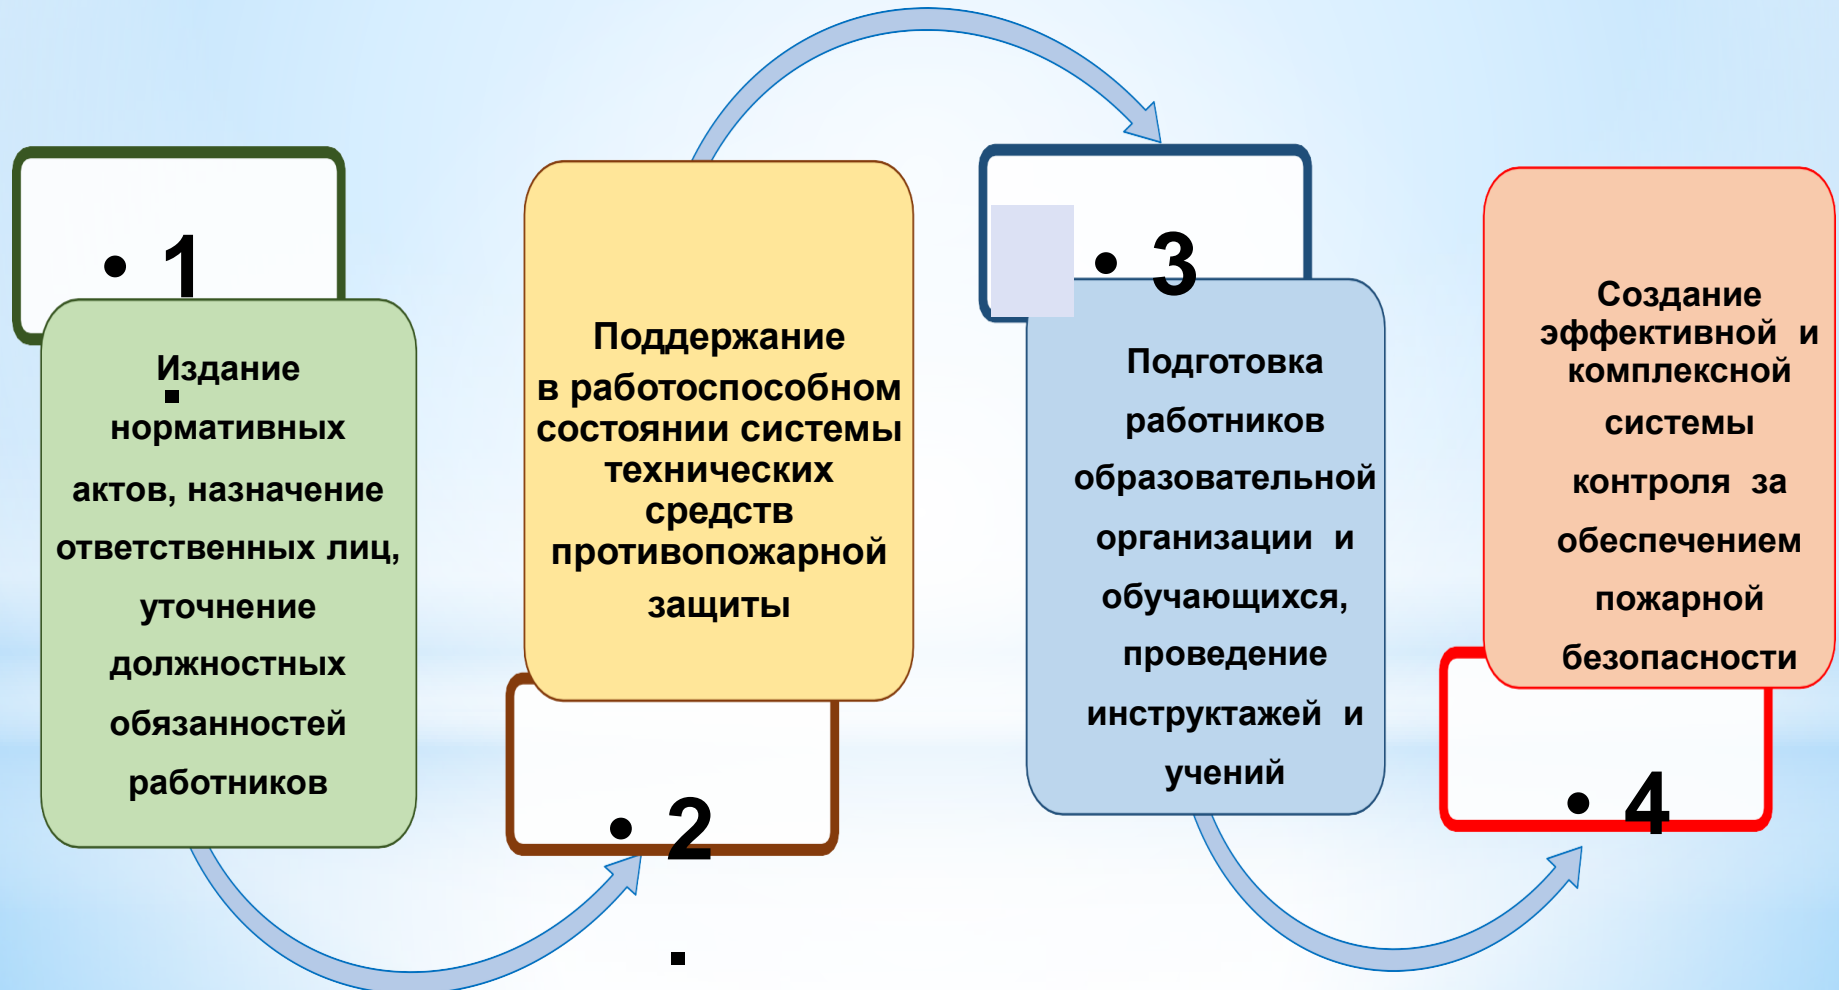 • 1.
Издание
нормативных
актов, назначение
ответственных лиц,
уточнение
должностных
обязанностей
работников
Поддержание
в работоспособном
состоянии системы
технических
средств
противопожарной
защиты
• 2.
• 3
Подготовка
работников
образовательной
организации и
обучающихся,
проведение
инструктажей и
учений
Создание
эффективной и
комплексной
системы
контроля за
обеспечением
пожарной
безопасности
• 4